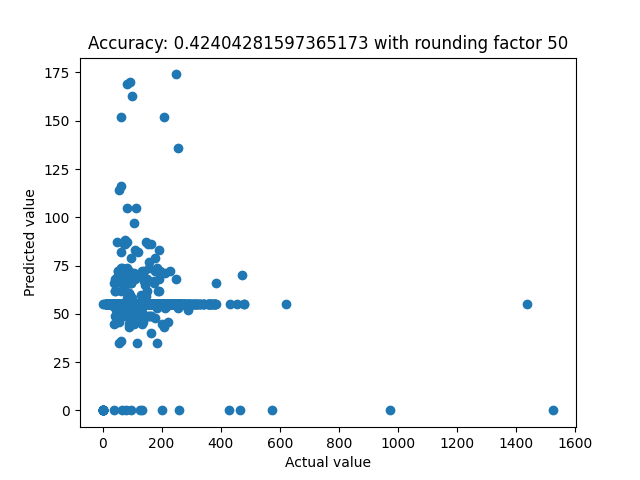 Accuracy: 0.42404281597365173 with rounding factor 50
175
150
125
100
75
50
25
0
Predicted value
0 200 400 600 800 1000 1200 1400 1600
Actual value